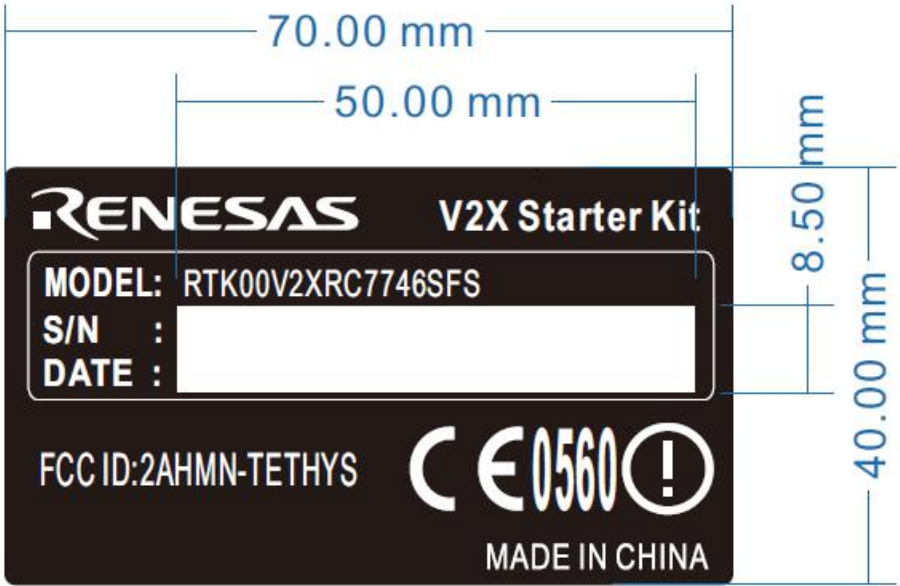 70.00 mm
50.00 mm
RENESAS V2X Starter Kit
8.50 mm
MODEL: RTK00V2XRC7746SFS
S/N :
DATE :
40.00 mm
FCC ID:2AHMN-TETHYS CE0560!
MADE IN CHINA